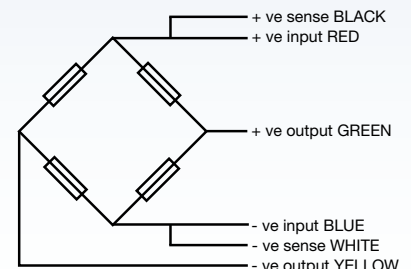 + ve sense BLACK
+ ve input RED
+ ve output GREEN
- ve input BLUE
- ve sense WHITE
- ve output YELLOW